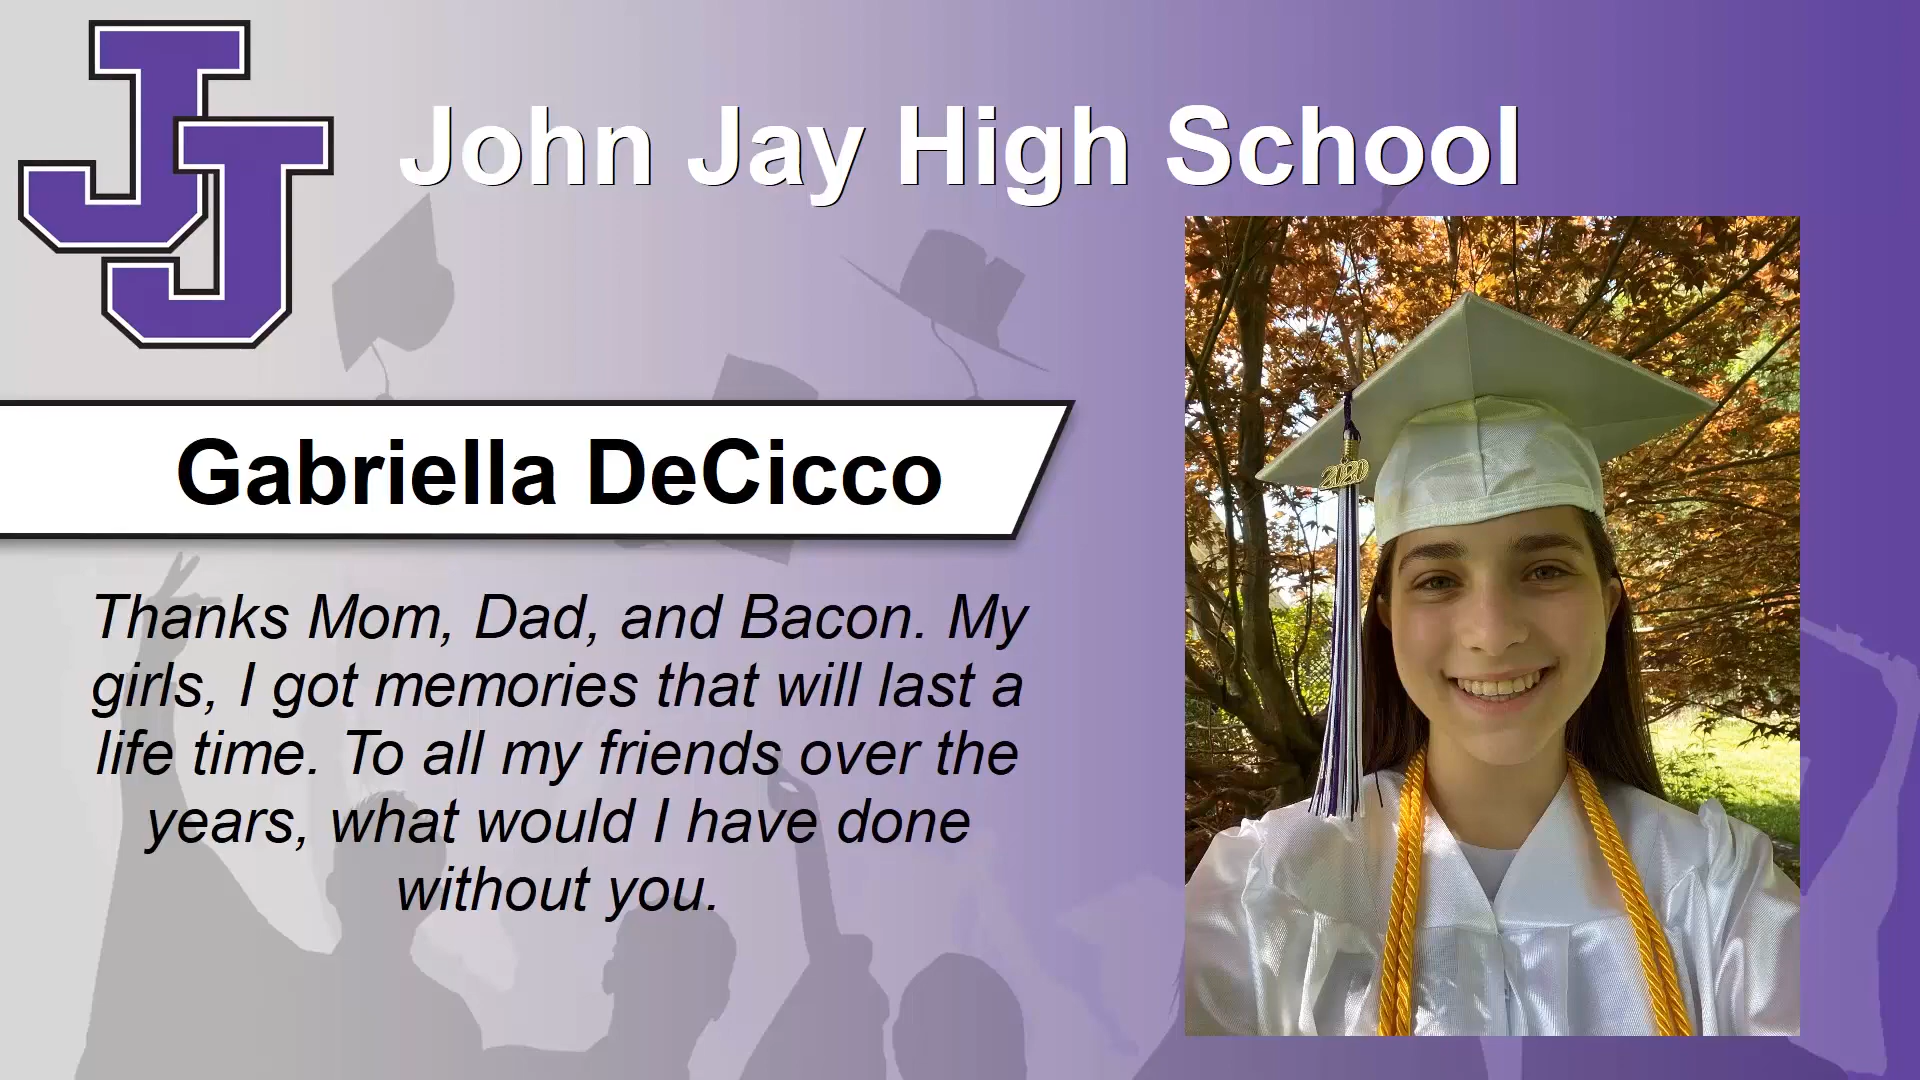 JJ
John Jay High School
Gabriella DeCicco
2020
Thanks Mom, Dad, and Bacon. My
girls, I got memories that will last a
life time. To all my friends over the
years, what would I have done
without you.